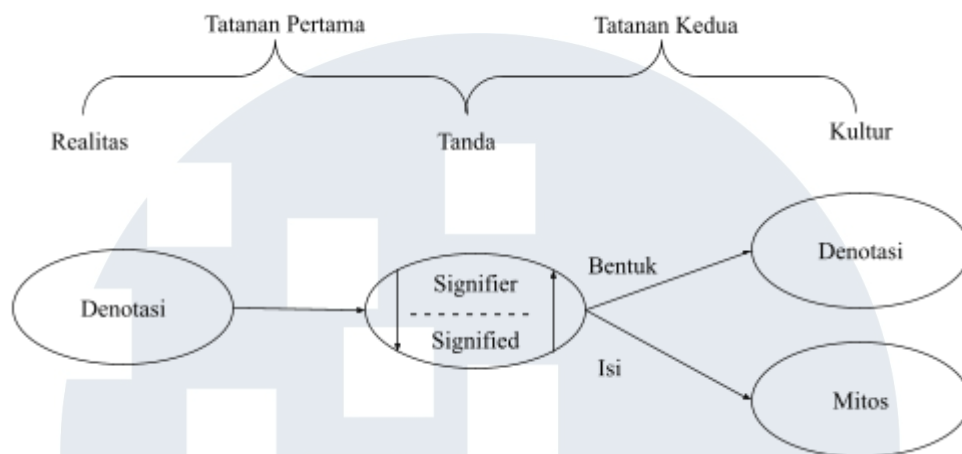 Tatanan Pertama
Tatanan Kedua
Realitas
Tanda
Kultur
Denotasi
Signifier
Signified
Bentuk
Isi
Denotasi
Mitos